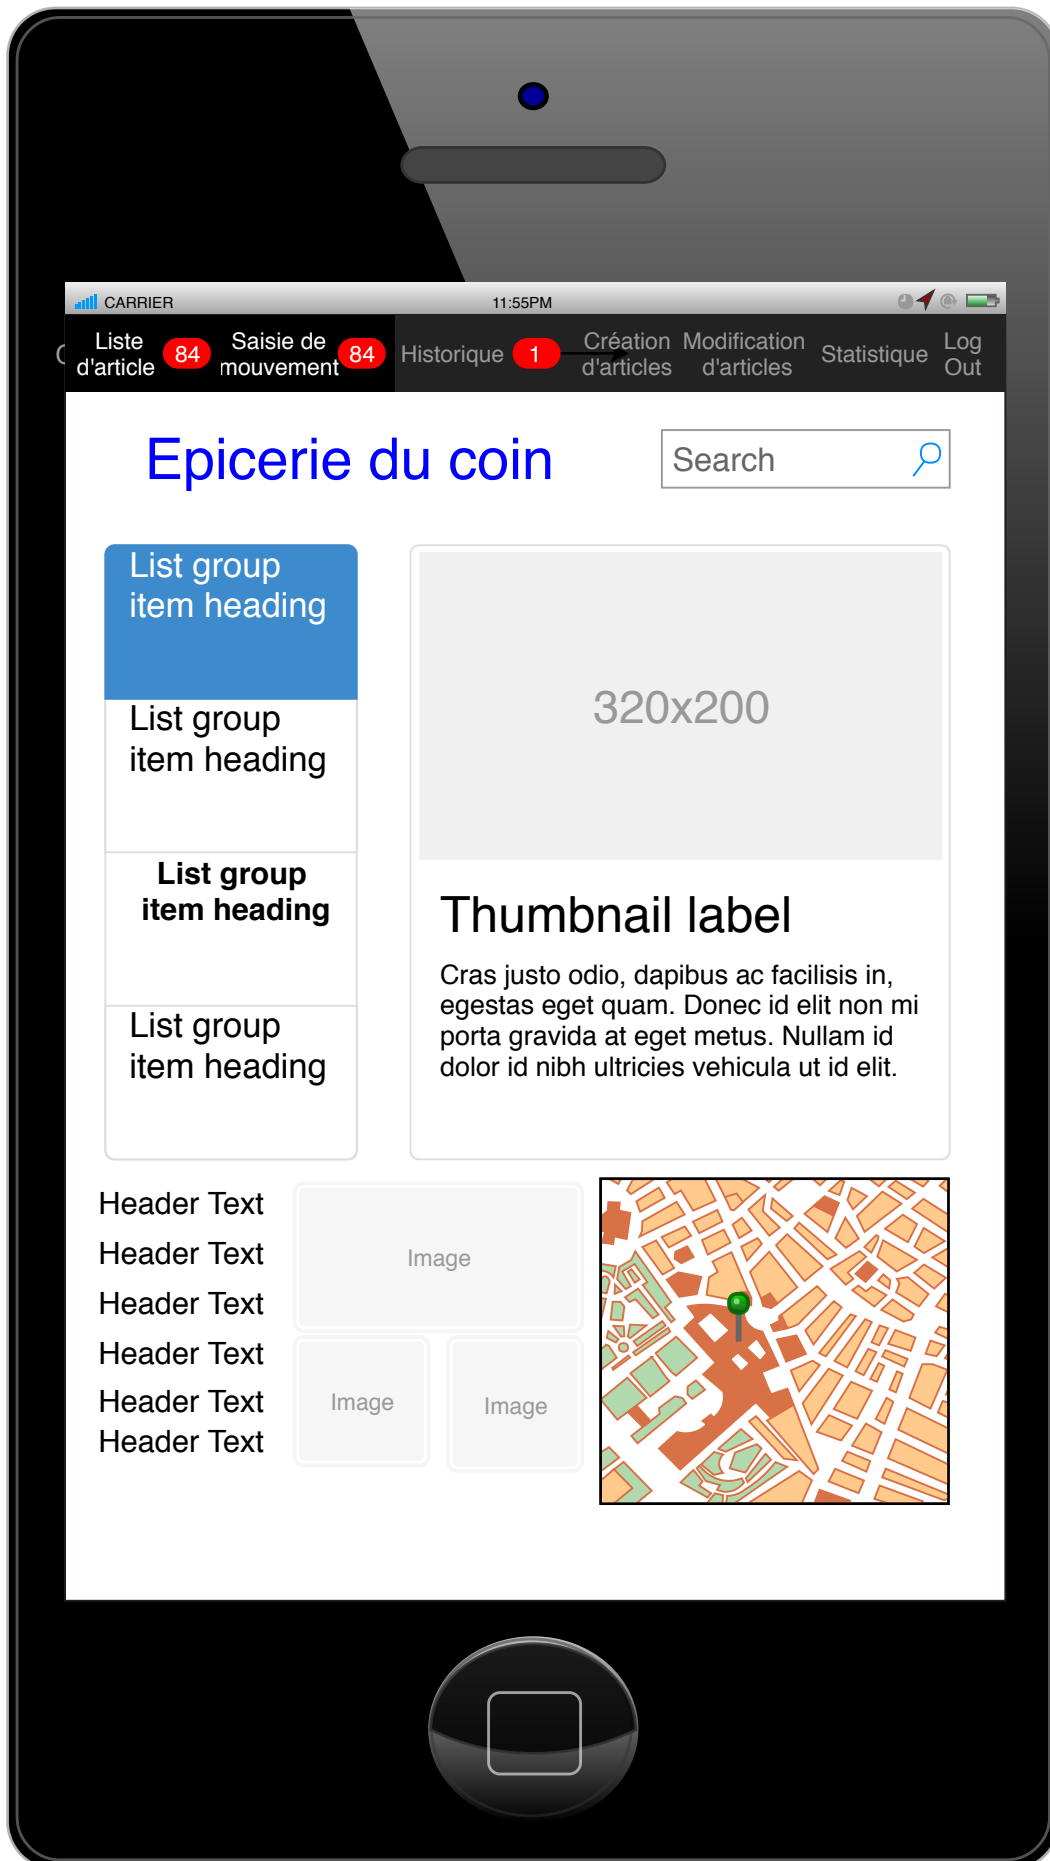 CARRIER 11:55PM
Liste Saisie de Création Modification Log
d'article 84 mouvement 84 Historique 1 d'articles d'articles Statistique Out
Epicerie du coin
Search
List group
item heading
List group
item heading
List group
item heading
List group
item heading
320x200
Thumbnail label
Cras justo odio, dapibus ac facilisis in,
egestas eget quam. Donec id elit non mi
porta gravida at eget metus. Nullam id
dolor id nibh ultricies vehicula ut id elit.
Header Text
Header Text
Header Text
Header Text
Header Text
Header Text
Image
Image
Image